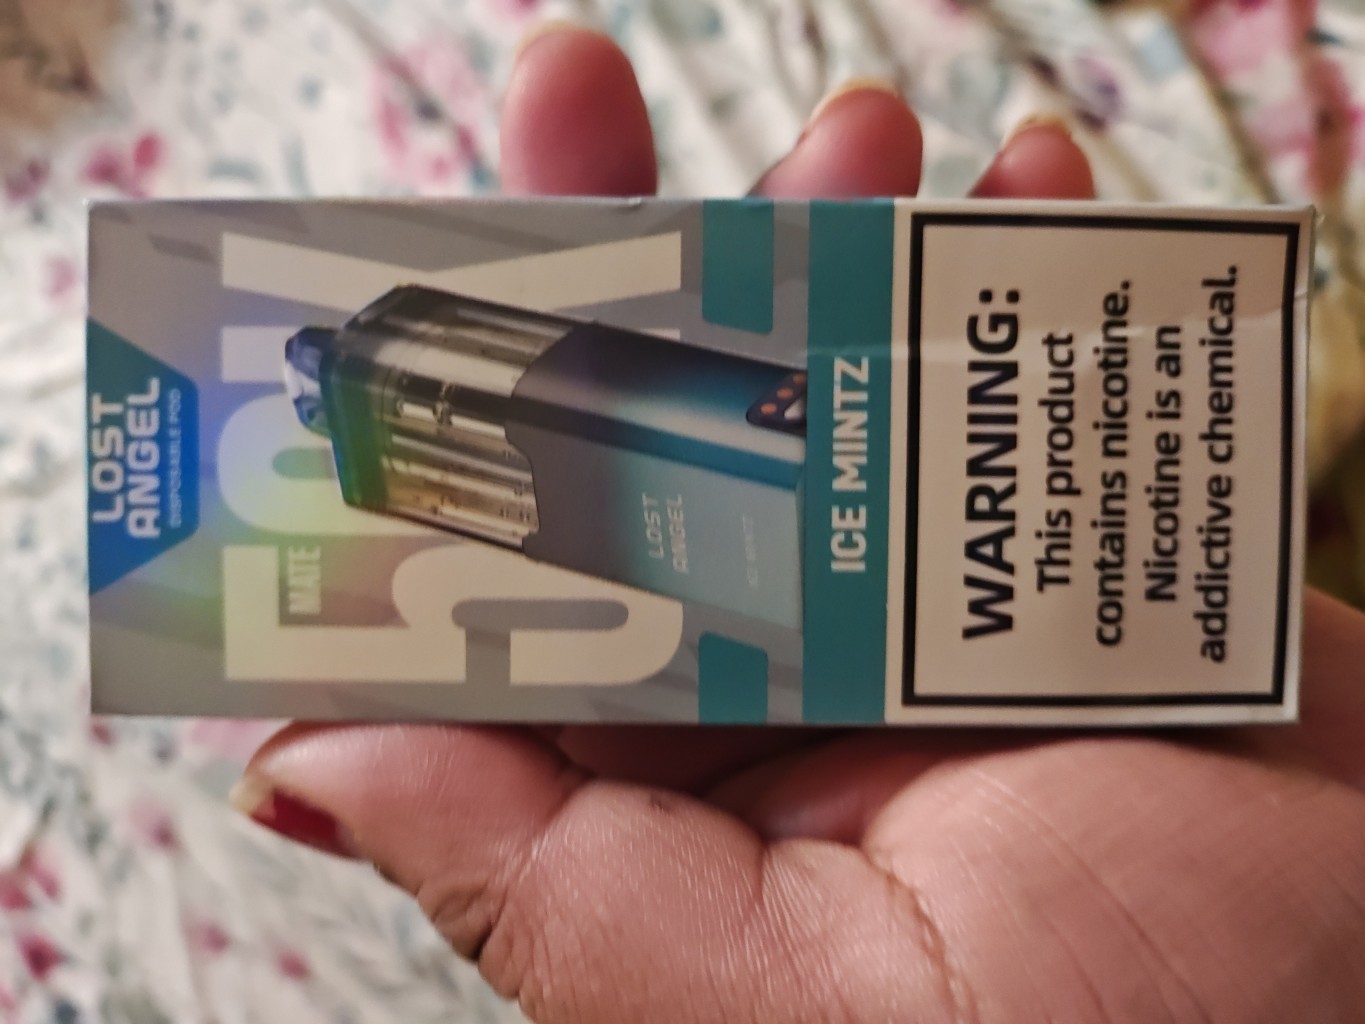 LOST
ANGEL
DISPOSABLE POD
MATE
LOST
ANGEL
ICE MINTZ
WARNING:
This product
contains nicotine.
Nicotine is an
addictive chemical.